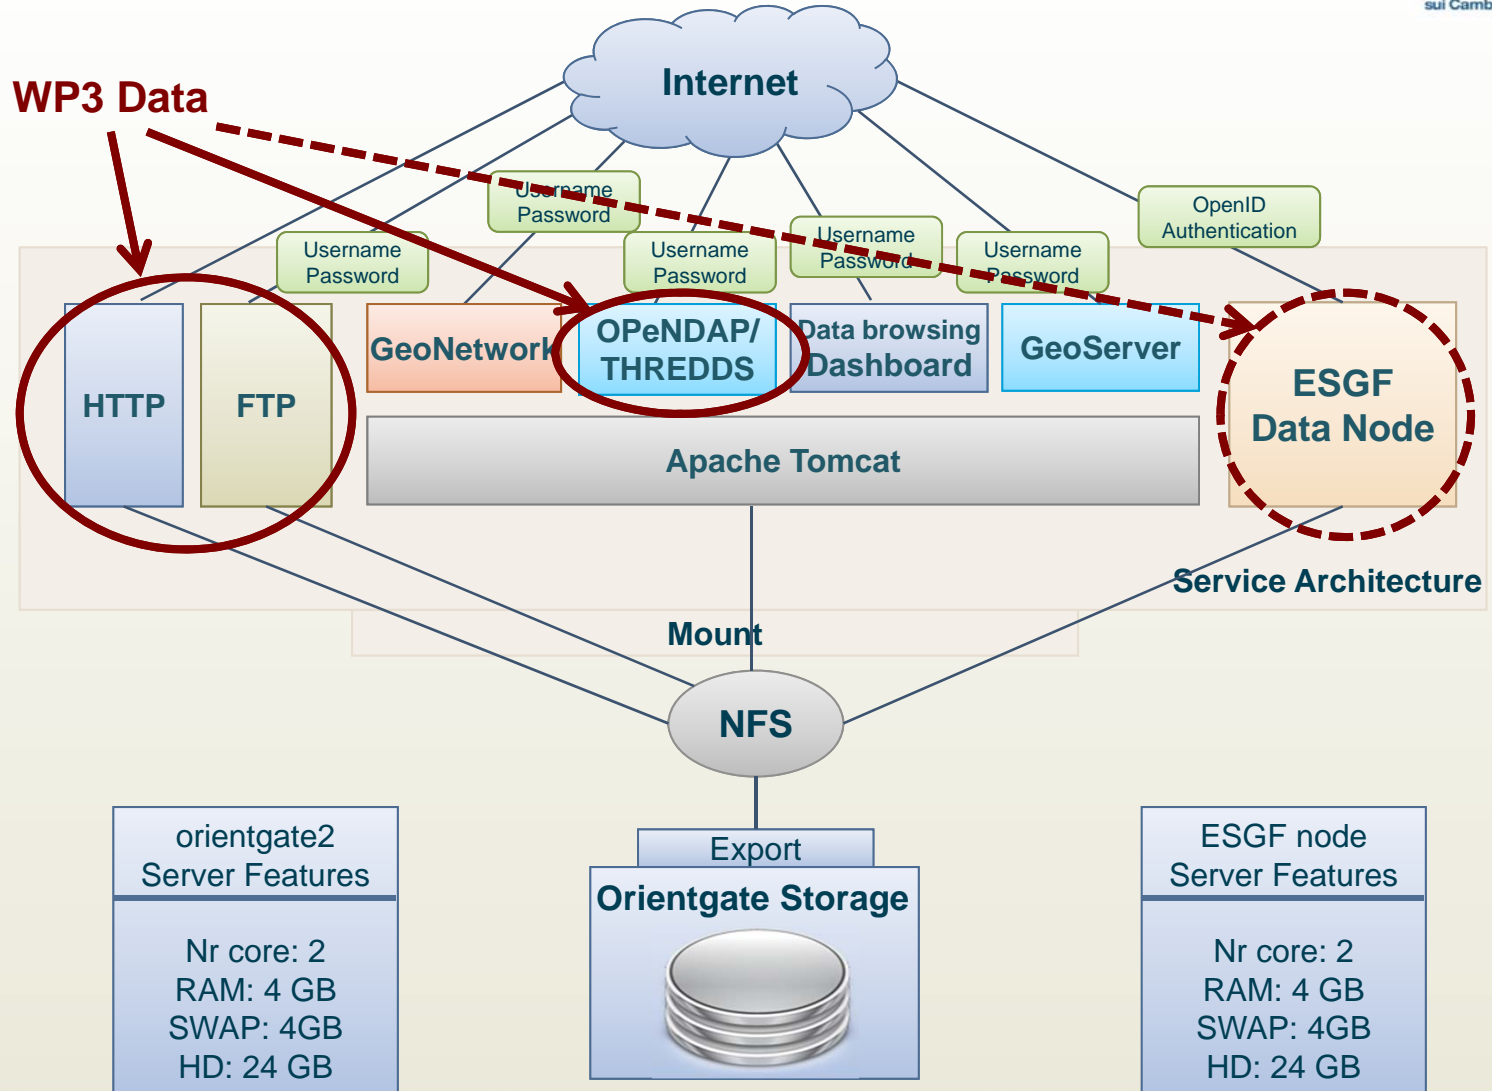 sui Camb
Internet
WP3 Data
Username
Password
OpenID
Authentication
Username
Password
Username
Password
Username
Password
Username
Password
HTTP
FTP
GeoNetwork
OPeNDAP/
THREDDS
Data browsing
Dashboard
GeoServer
ESGF
Data Node
Apache Tomcat
Service Architecture
Mount
NFS
orientgate2
Server Features
Nr core: 2
RAM: 4 GB
SWAP: 4GB
HD: 24 GB
Export
Orientgate Storage
ESGF node
Server Features
Nr core: 2
RAM: 4 GB
SWAP: 4GB
HD: 24 GB